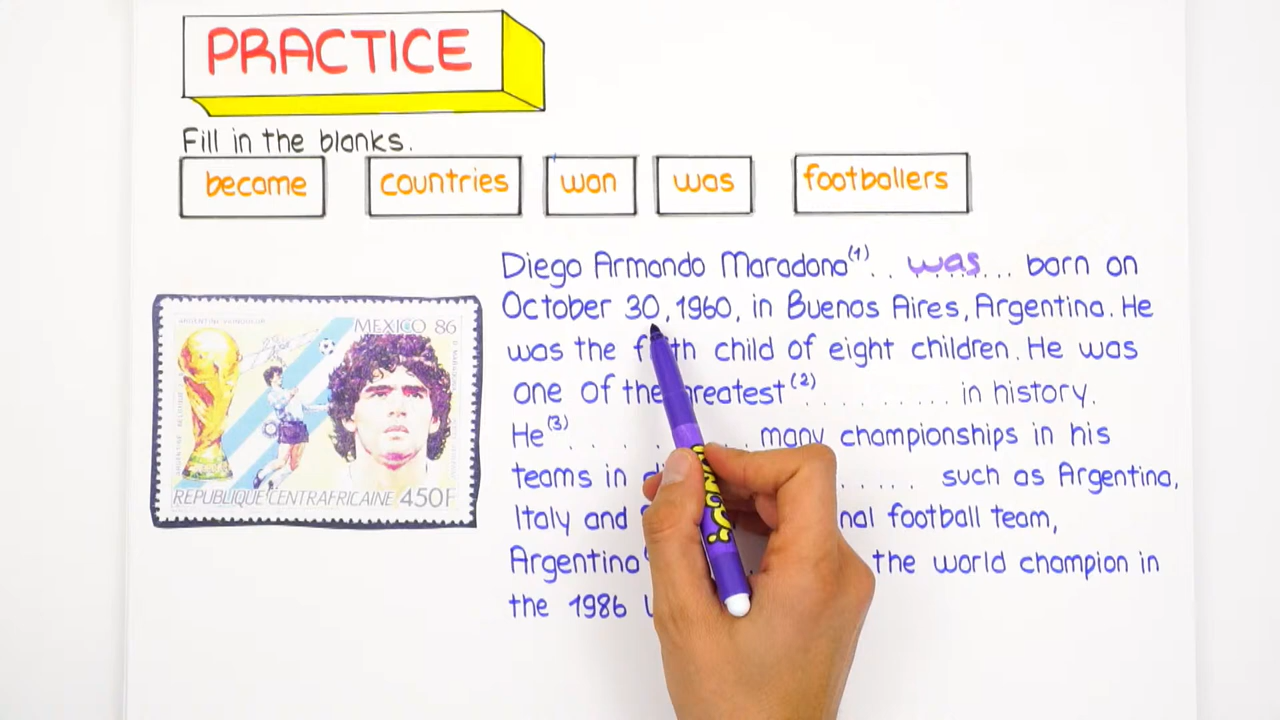 PRACTICE
Fill in the blanks.
became countries won was footballers
Diego Armando Maradona(1).. was ... born on
October 30, 1960, in Buenos Aires, Argentina. He
was the child of eight children. He was
one of the greatest(2) ......... in history.
He(3) ..... many championships in his
teams in ..... such as Argentina,
Italy and nal football team,
Argentina . the world champion in
the 1986
MEXICO 86
REPUBLIQUE CENTRAFRICAINE 450F